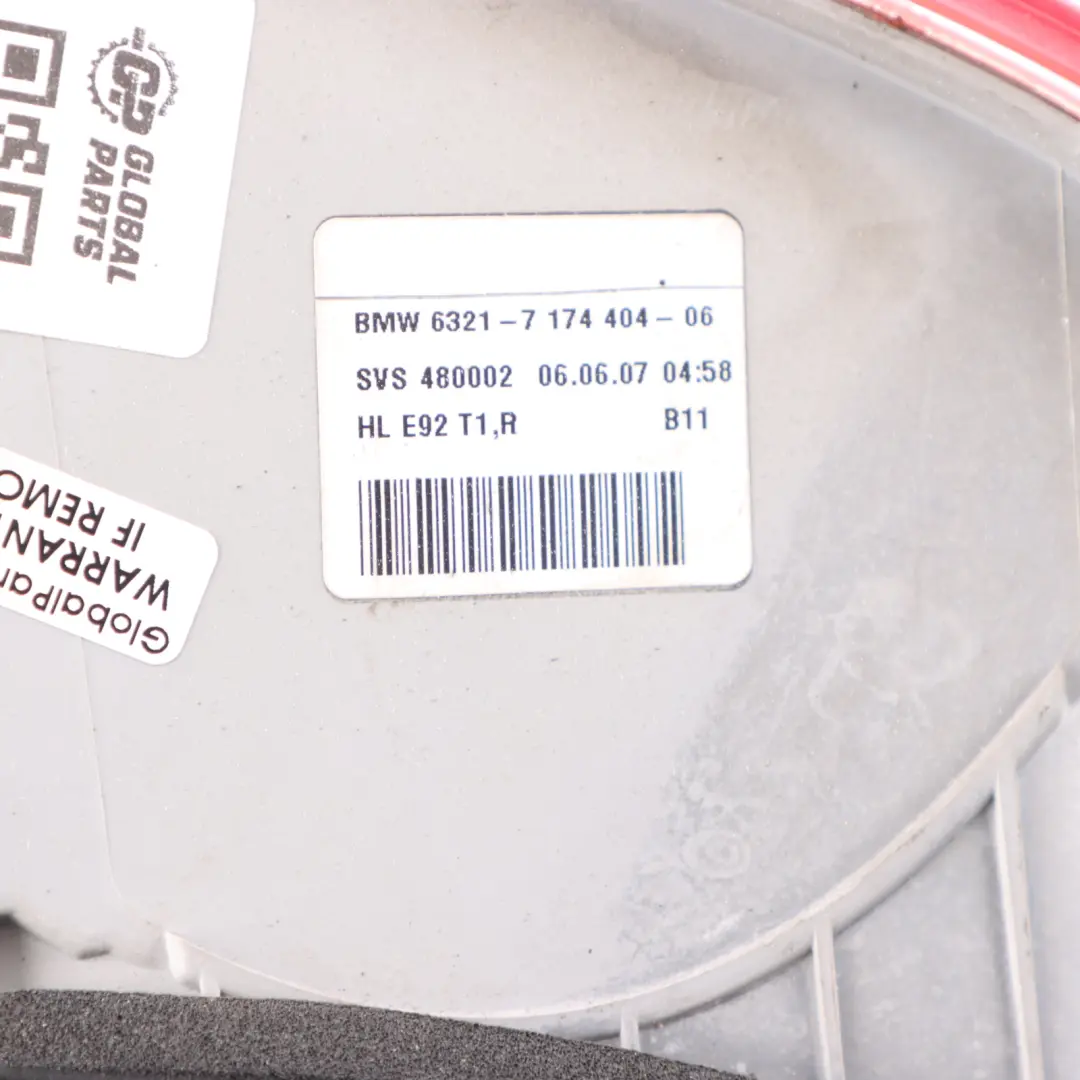 GP
GLOBAL
PARTS
BMW 6321-7 174 404-06
SVS 480002 06.06.07 04:58
HL E92 T1,R B11
WARRAN
IF REMO